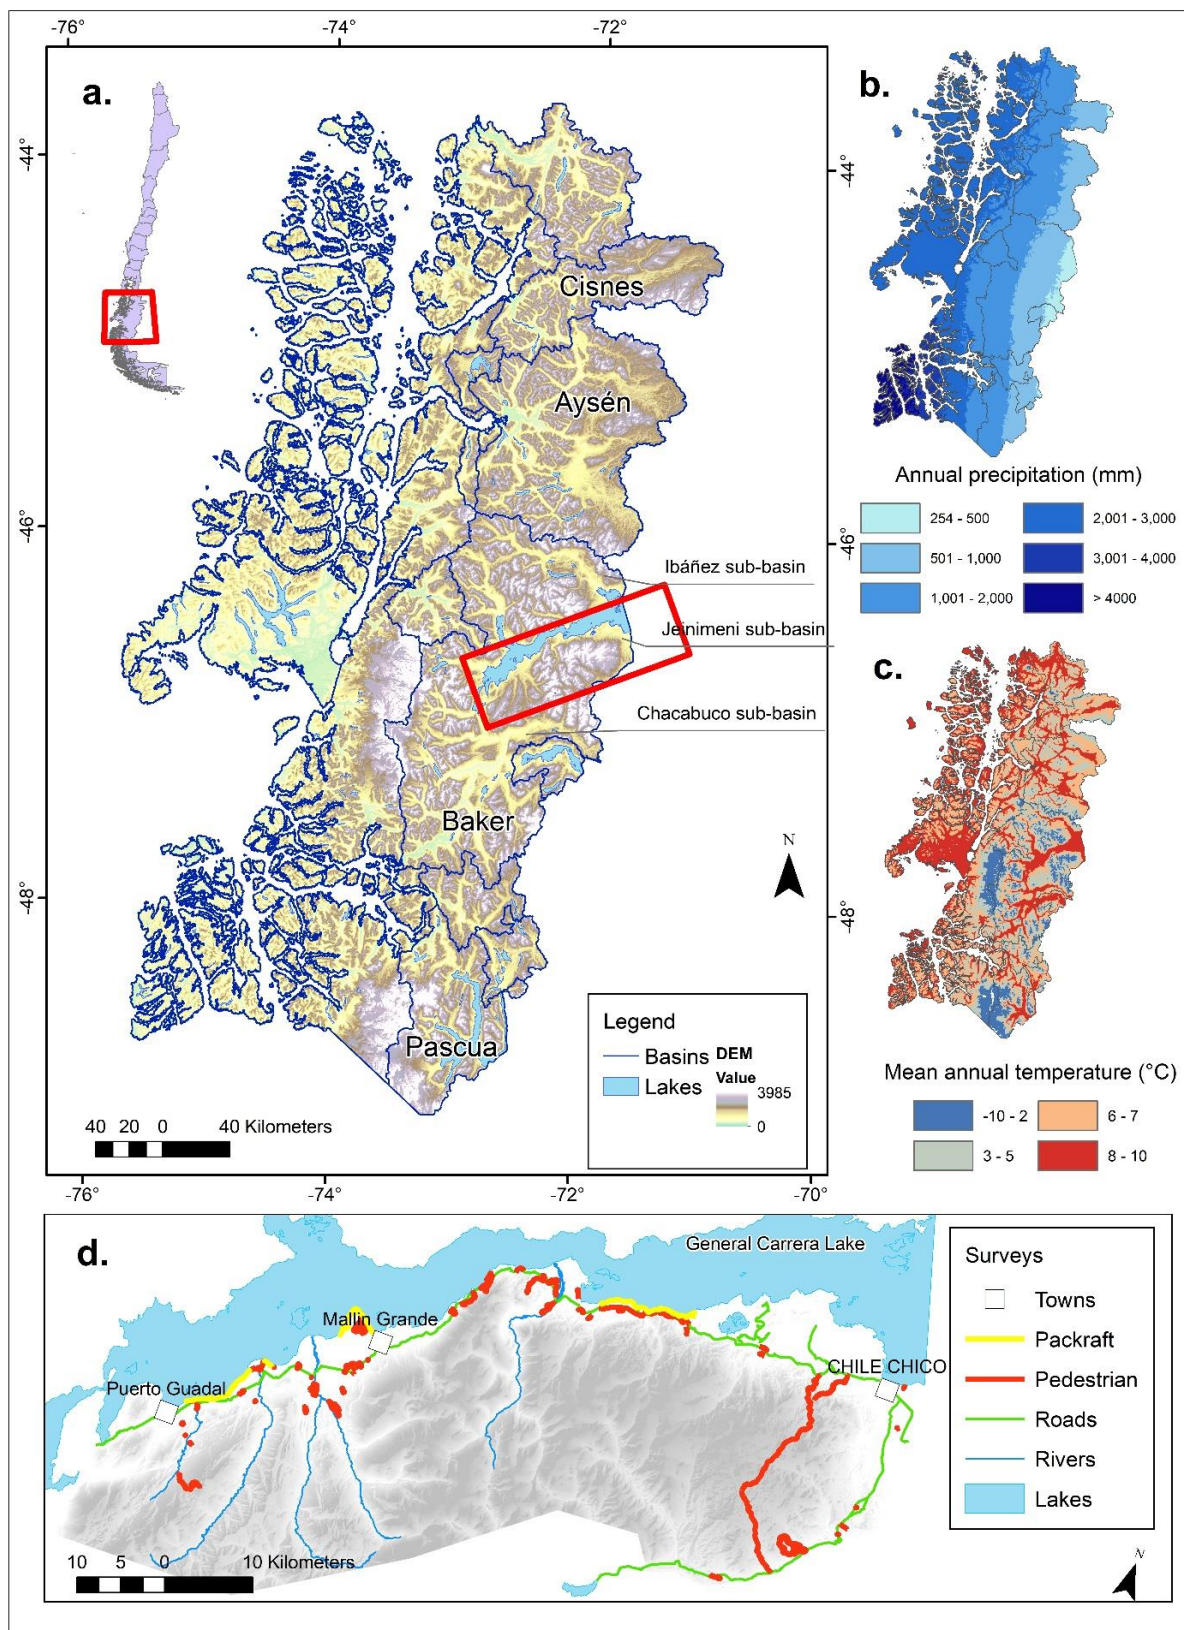 -76°
-74°
-72°
a.
-44°
Cisnes
Aysén
-46°
Ibáñez sub-basin
Jeinimeni sub-basin
Chacabuco sub-basin
Baker
N
-48°
Pascua
Legend
Basins
Lakes
DEM
Value
3985
0
40 20 0 40 Kilometers
-76°
-74°
-72°
-70°
b.
-44°
Annual precipitation (mm)
254 - 500
501 - 1,000
1,001 - 2,000
2,001 - 3,000
3,001 - 4,000
> 4000
-46°
c.
-48°
Mean annual temperature (°C)
-10 - 2
3 - 5
6 - 7
8 - 10
d.
General Carrera Lake
Mallin Grande
Puerto Guadal
CHILE CHICO
10 5 0 10 Kilometers
Surveys
Towns
Packraft
Pedestrian
Roads
Rivers
Lakes
N